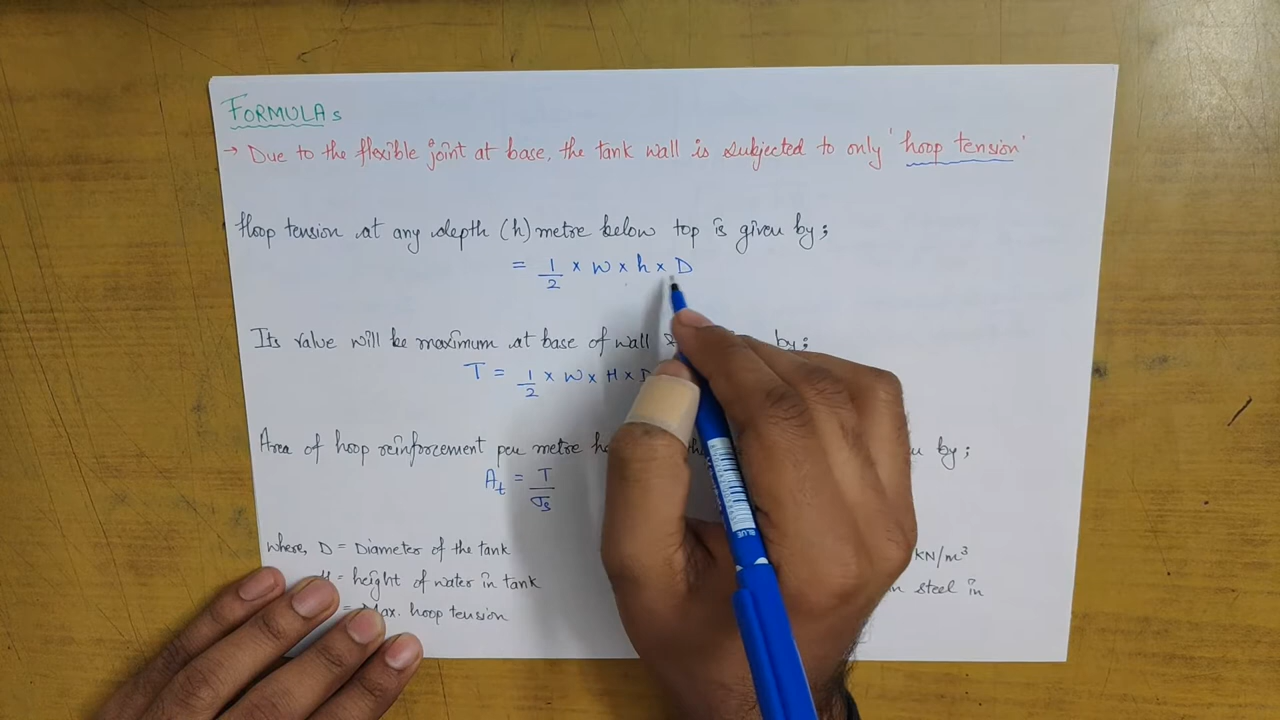 FORMULAs
→ Due to the flexible joint at base, the tank wall is subjected to only 'hoop tension'
Hoop tension at any depth (h) metre below top is given by;
= 1/2 × w × h × D
Its value will be maximum at base of wall by;
T = 1/2 × w × H × D
Area of hoop reinforcement per metre by;
At = T/σs
where, D = Diameter of the tank KN/m³
H = height of water in tank steel in
= Max. hoop tension
BLUE